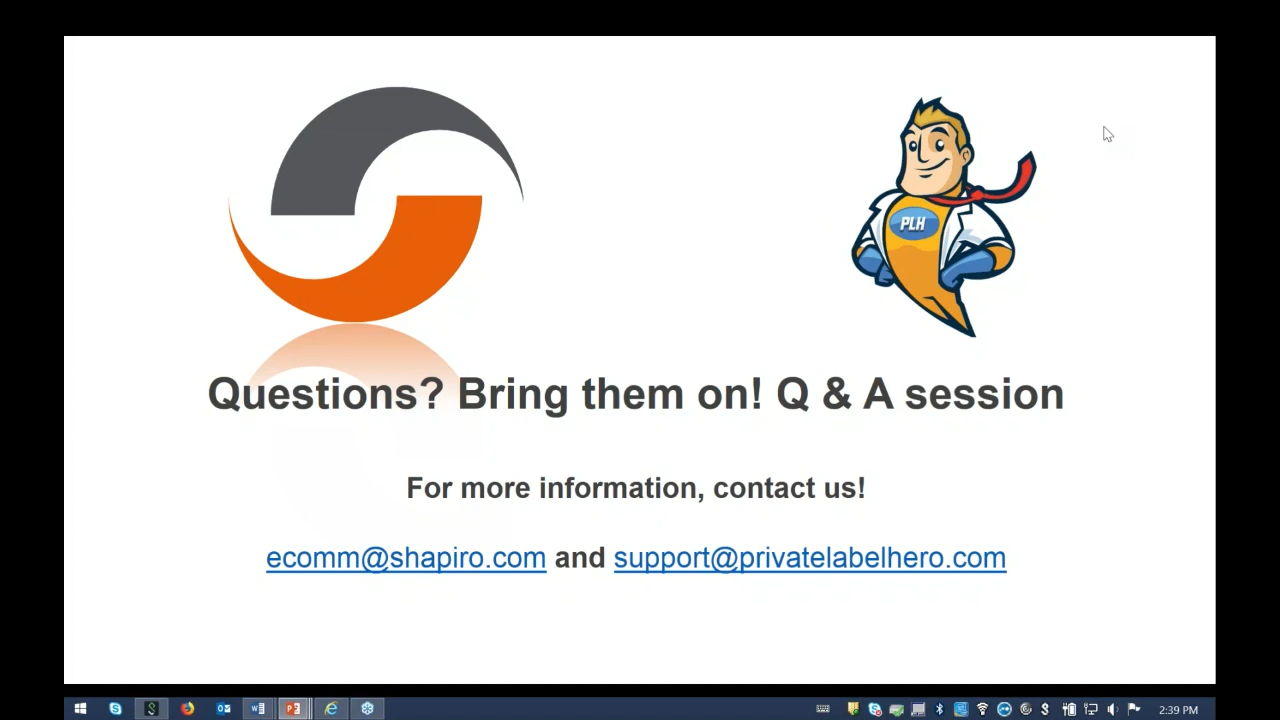 PLH
Questions? Bring them on! Q & A session
For more information, contact us!
ecomm@shapiro.com and support@privatelabelhero.com
2:39 PM